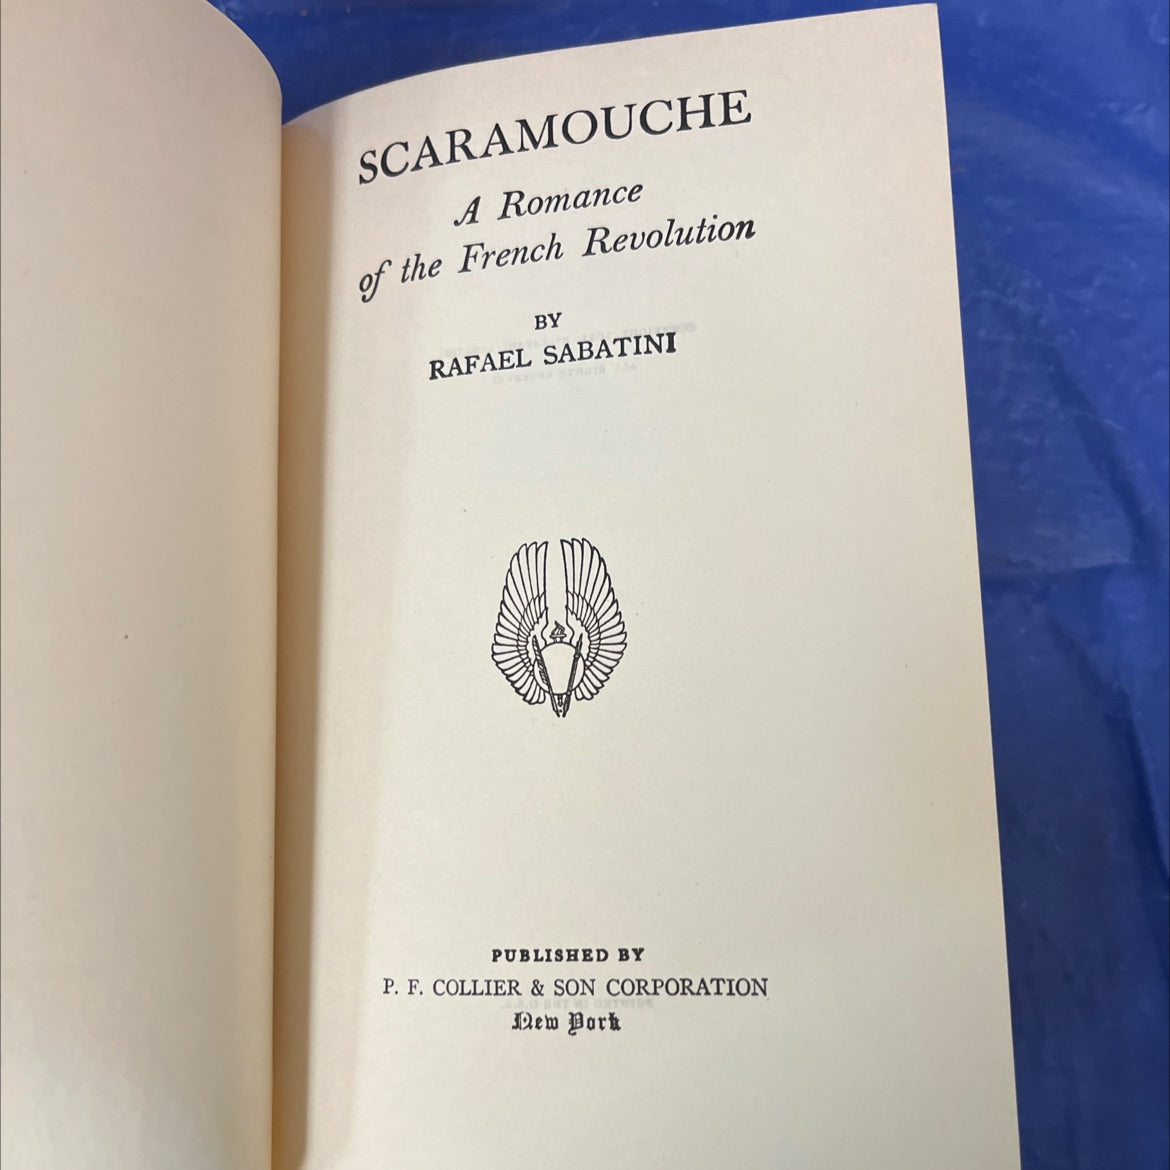 SCARAMOUCHE
A Romance
of the French Revolution
BY
RAFAEL SABATINI
PUBLISHED BY
P. F. COLLIER & SON CORPORATION
New York